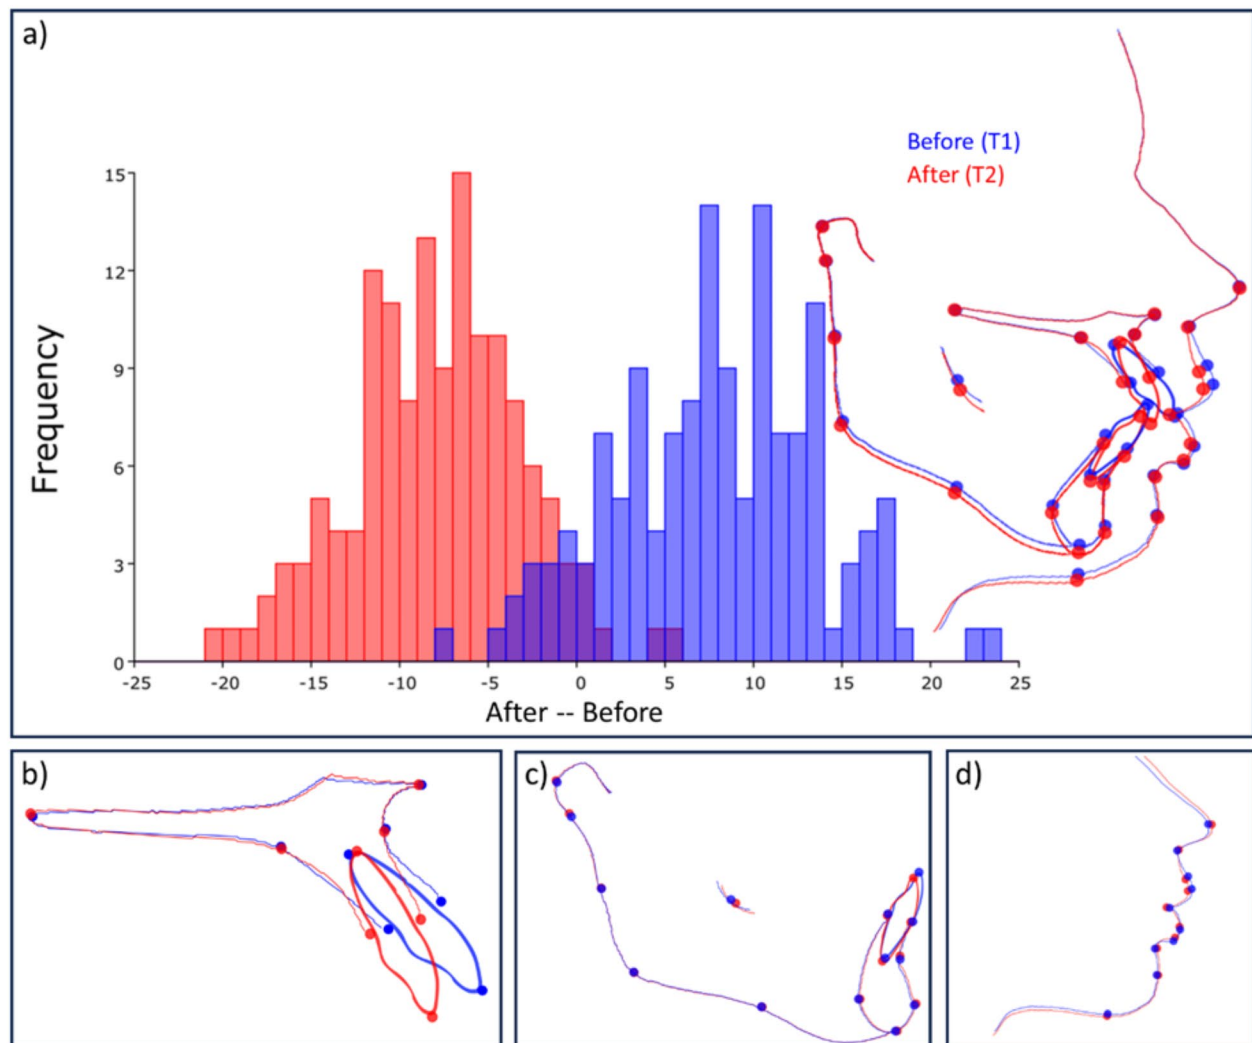 a)
Before (T1)
After (T2)
Frequency
15
12
9
6
3
0
-25 -20 -15 -10 -5 0 5 10 15 20 25
After -- Before
b)
c)
d)